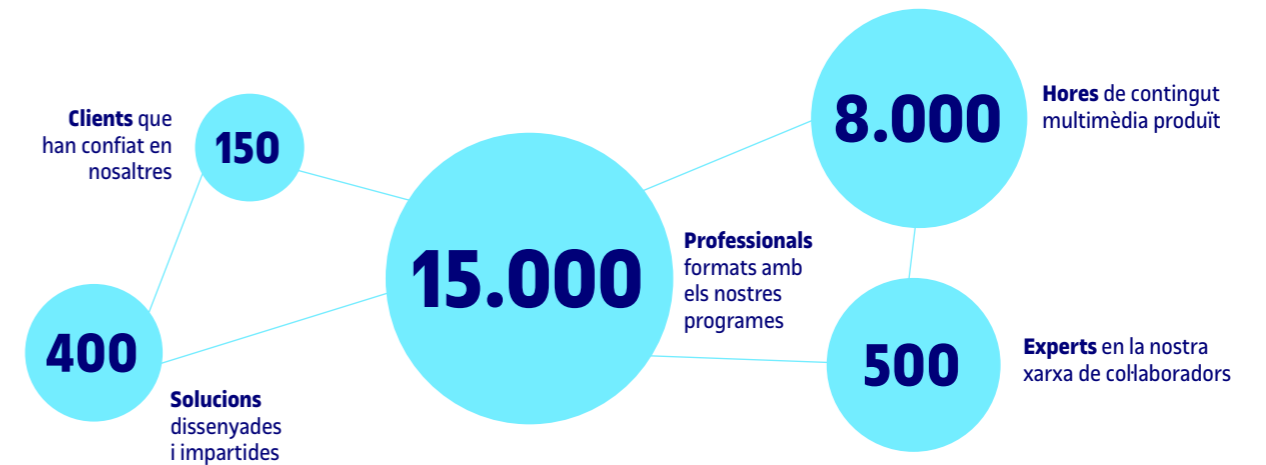 Clients que
han confiat en
nosaltres
150
400
Solucions
dissenyades
i impartides
15.000
Professionals
formats amb
els nostres
programes
8.000
Hores de contingut
multimèdia produït
500
Experts en la nostra
xarxa de col·laboradors